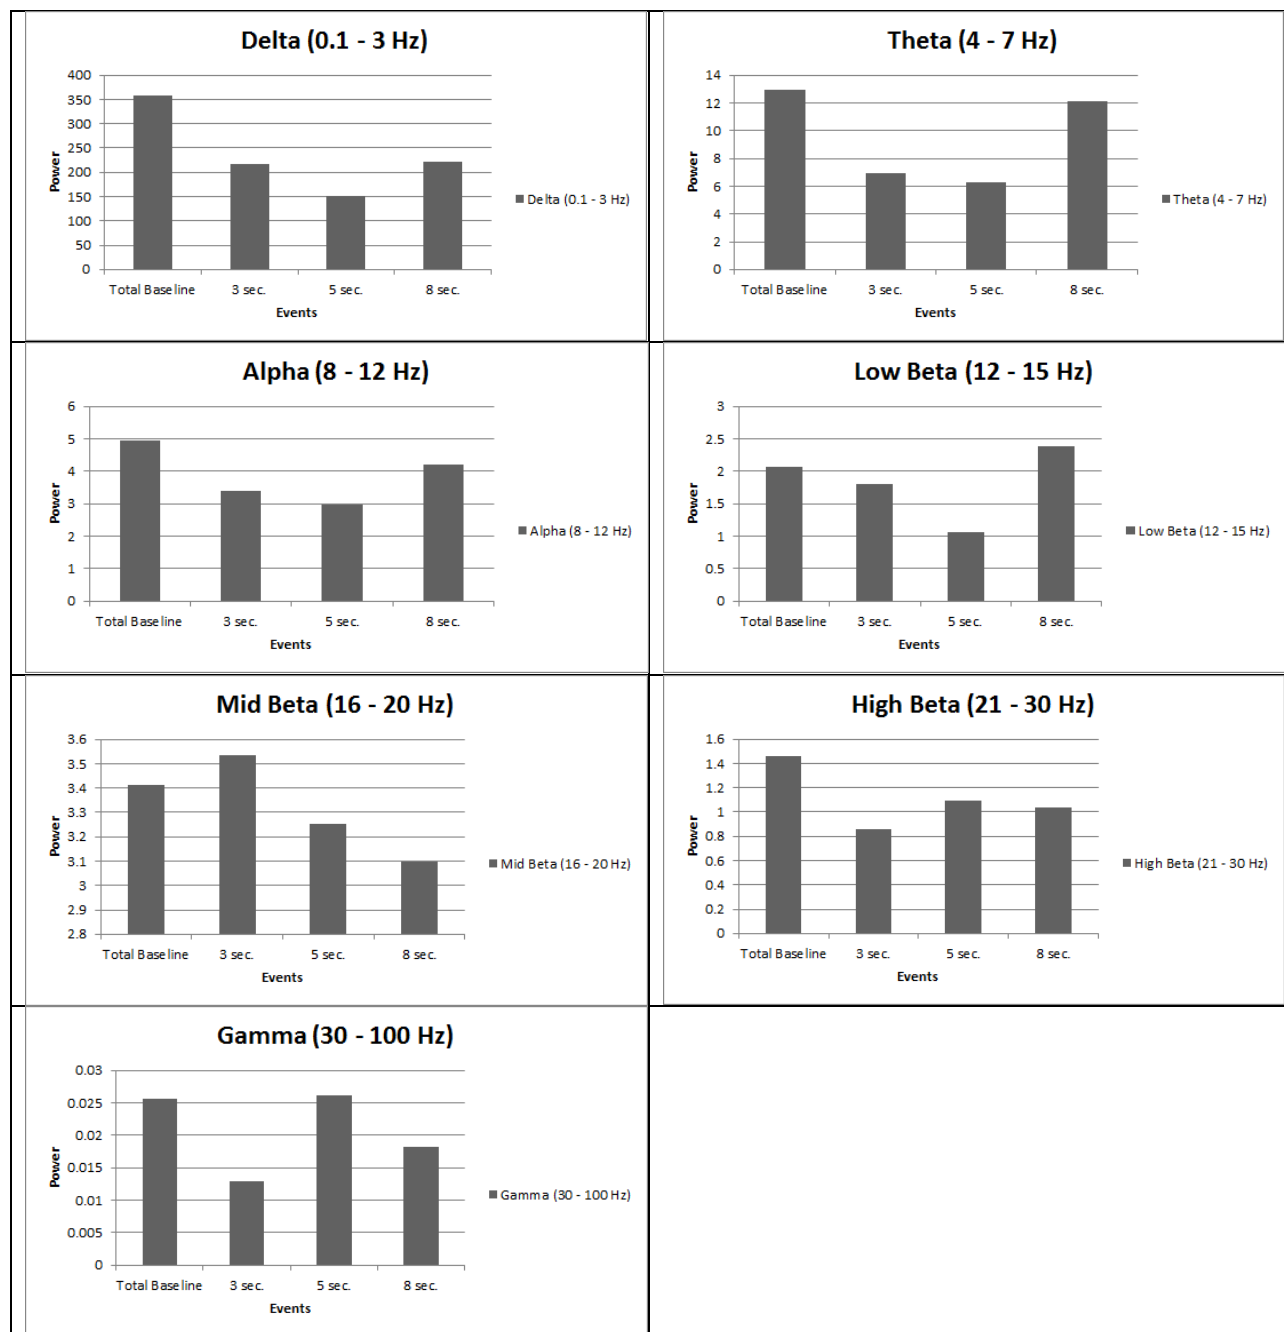 Delta (0.1 - 3 Hz)
400
350
300
250
200
150
100
50
0
Power
Total Baseline 3 sec. 5 sec. 8 sec.
Events
Delta (0.1 - 3 Hz)
Theta (4 - 7 Hz)
14
12
10
8
6
4
2
0
Power
Total Baseline 3 sec. 5 sec. 8 sec.
Events
Theta (4 - 7 Hz)
Alpha (8 - 12 Hz)
6
5
4
3
2
1
0
Power
Total Baseline 3 sec. 5 sec. 8 sec.
Events
Alpha (8 - 12 Hz)
Low Beta (12 - 15 Hz)
3
2.5
2
1.5
1
0.5
0
Power
Total Baseline 3 sec. 5 sec. 8 sec.
Events
Low Beta (12 - 15 Hz)
Mid Beta (16 - 20 Hz)
3.6
3.5
3.4
3.3
3.2
3.1
3
2.9
2.8
Power
Total Baseline 3 sec. 5 sec. 8 sec.
Events
Mid Beta (16 - 20 Hz)
High Beta (21 - 30 Hz)
1.6
1.4
1.2
1
0.8
0.6
0.4
0.2
0
Power
Total Baseline 3 sec. 5 sec. 8 sec.
Events
High Beta (21 - 30 Hz)
Gamma (30 - 100 Hz)
0.03
0.025
0.02
0.015
0.01
0.005
0
Power
Total Baseline 3 sec. 5 sec. 8 sec.
Events
Gamma (30 - 100 Hz)